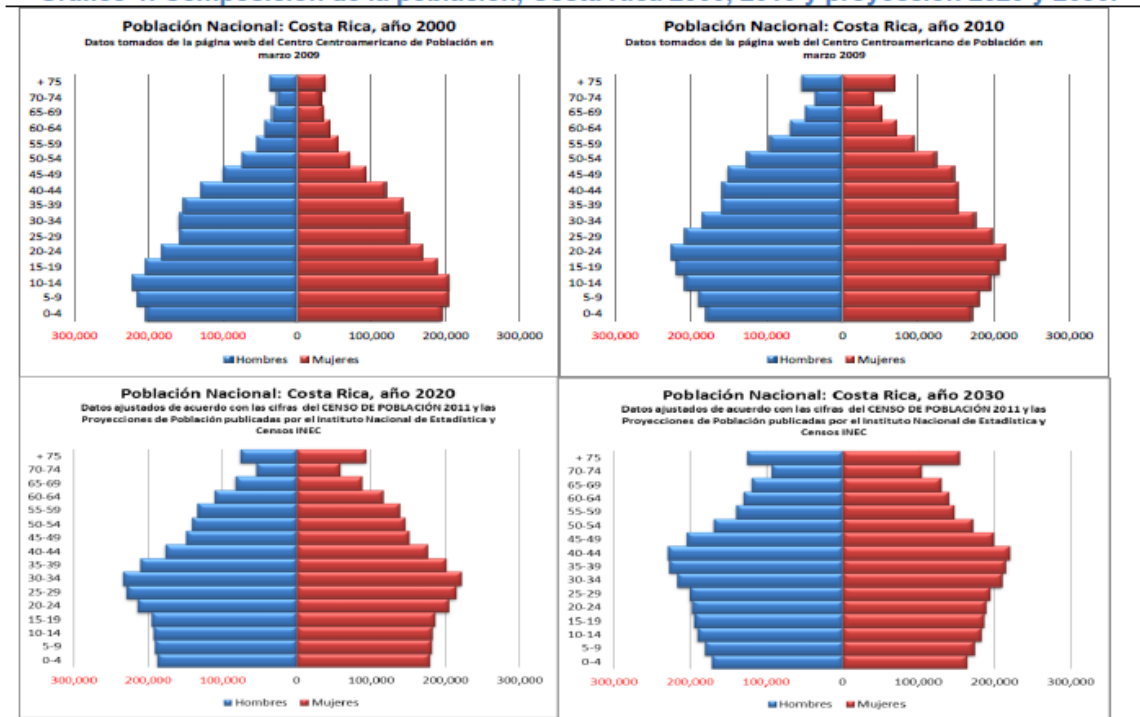 Composición de la población, Costa Rica 2000, 2010 y proyección 2020 y 2030.
Población Nacional: Costa Rica, año 2000
Datos tomados de la página web del Centro Centroamericano de Población en
marzo 2009
+ 75
70-74
65-69
60-64
55-59
50-54
45-49
40-44
35-39
30-34
25-29
20-24
15-19
10-14
5-9
0-4
300,000 200,000 100,000 0 100,000 200,000 300,000
Hombres Mujeres
Población Nacional: Costa Rica, año 2010
Datos tomados de la página web del Centro Centroamericano de Población en
marzo 2009
+ 75
70-74
65-69
60-64
55-59
50-54
45-49
40-44
35-39
30-34
25-29
20-24
15-19
10-14
5-9
0-4
300,000 200,000 100,000 0 100,000 200,000 300,000
Hombres Mujeres
Población Nacional: Costa Rica, año 2020
Datos ajustados de acuerdo con las cifras del CENSO DE POBLACIÓN 2011 y las
Proyecciones de Población publicadas por el Instituto Nacional de Estadística y
Censos INEC
+ 75
70-74
65-69
60-64
55-59
50-54
45-49
40-44
35-39
30-34
25-29
20-24
15-19
10-14
5-9
0-4
300,000 200,000 100,000 0 100,000 200,000 300,000
Hombres Mujeres
Población Nacional: Costa Rica, año 2030
Datos ajustados de acuerdo con las cifras del CENSO DE POBLACIÓN 2011 y las
Proyecciones de Población publicadas por el Instituto Nacional de Estadística y
Censos INEC
+ 75
70-74
65-69
60-64
55-59
50-54
45-49
40-44
35-39
30-34
25-29
20-24
15-19
10-14
5-9
0-4
300,000 200,000 100,000 0 100,000 200,000 300,000
Hombres Mujeres